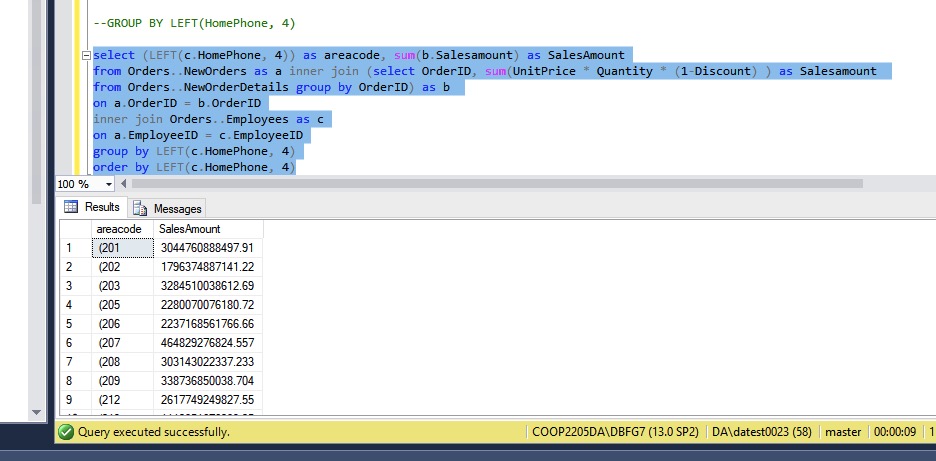 --GROUP BY LEFT(HomePhone, 4)
select (LEFT(c.HomePhone, 4)) as areacode, sum(b.Salesamount) as SalesAmount
from Orders..NewOrders as a inner join (select OrderID, sum(UnitPrice * Quantity * (1-Discount) ) as Salesamount
from Orders..NewOrderDetails group by OrderID) as b
on a.OrderID = b.OrderID
inner join Orders..Employees as c
on a.EmployeeID = c.EmployeeID
group by LEFT(c.HomePhone, 4)
order by LEFT(c.HomePhone, 4)
100 %
Results Messages
areacode SalesAmount
1 (201 3044760888497.91
2 (202 1796374887141.22
3 (203 3284510038612.69
4 (205 2280070076180.72
5 (206 2237168561766.66
6 (207 464829276824.557
7 (208 303143022337.233
8 (209 338736850038.704
9 (212 2617749249827.55
Query executed successfully. COOP2205DA\DBFG7 (13.0 SP2) DA\datest0023 (58) master 00:00:09 1